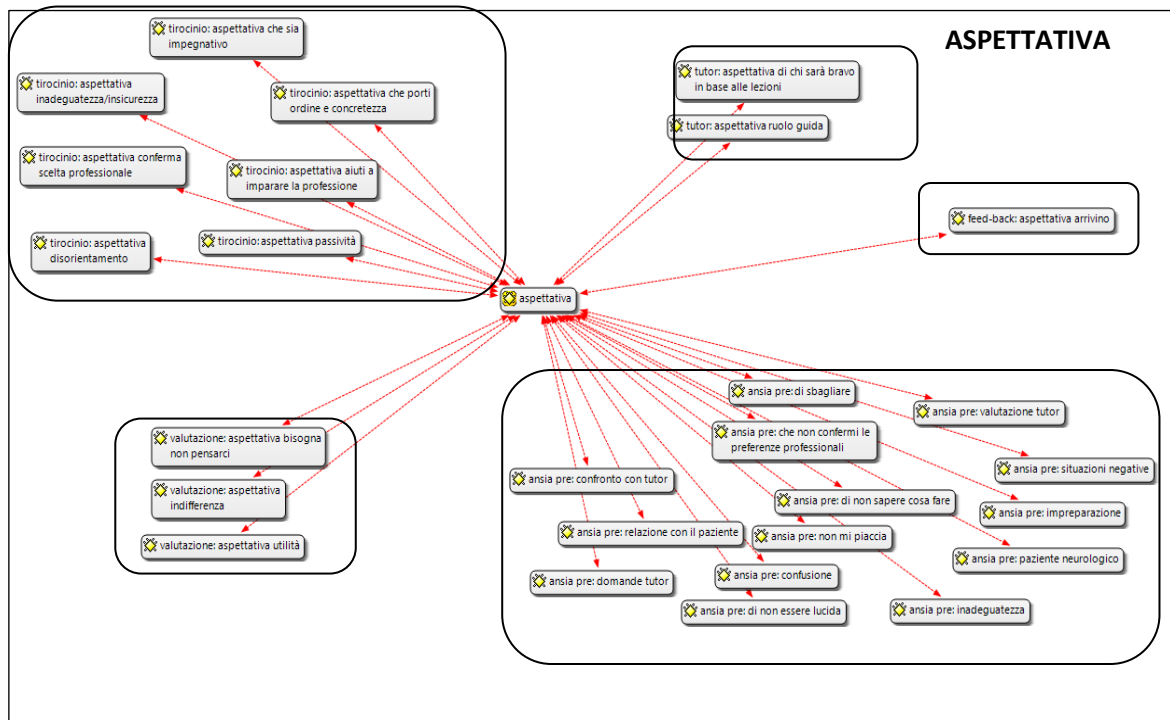 ASPETTATIVA
tirocinio: aspettativa che sia
impegnativo
tirocinio: aspettativa
inadeguatezza/insicurezza
tirocinio: aspettativa che porti
ordine e concretezza
tirocinio: aspettativa conferma
scelta professionale
tirocinio: aspettativa aiuti a
imparare la professione
tirocinio: aspettativa
disorientamento
tirocinio: aspettativa passività
tutor: aspettativa di chi sarà bravo
in base alle lezioni
tutor: aspettativa ruolo guida
feed-back: aspettativa arrivino
aspettativa
valutazione: aspettativa bisogna
non pensarci
valutazione: aspettativa
indifferenza
valutazione: aspettativa utilità
ansia pre: di sbagliare
ansia pre: valutazione tutor
ansia pre: che non confermi le
preferenze professionali
ansia pre: situazioni negative
ansia pre: confronto con tutor
ansia pre: di non sapere cosa fare
ansia pre: impreparazione
ansia pre: relazione con il paziente
ansia pre: non mi piaccia
ansia pre: paziente neurologico
ansia pre: domande tutor
ansia pre: confusione
ansia pre: di non essere lucida
ansia pre: inadeguatezza